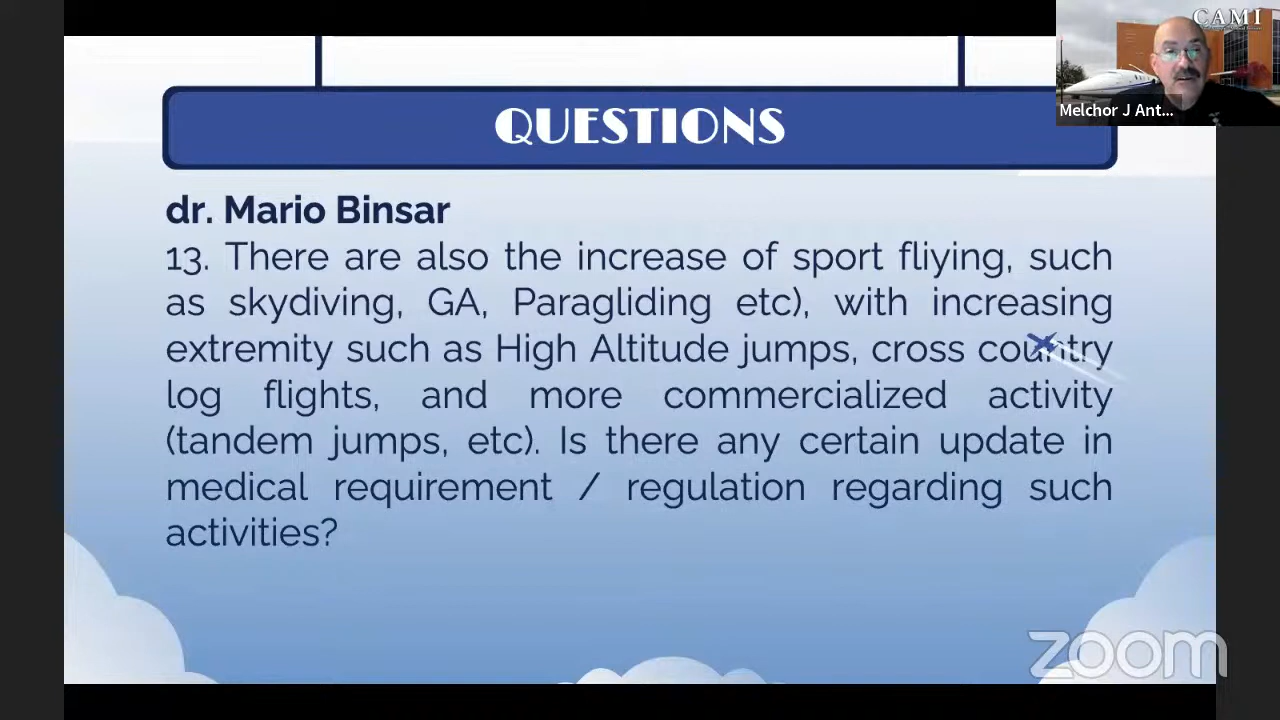 CAMI
Melchor J Ant...
QUESTIONS
dr. Mario Binsar
13. There are also the increase of sport fliying, such
as skydiving, GA, Paragliding etc), with increasing
extremity such as High Altitude jumps, cross country
log flights, and more commercialized activity
(tandem jumps, etc). Is there any certain update in
medical requirement / regulation regarding such
activities?
zoom